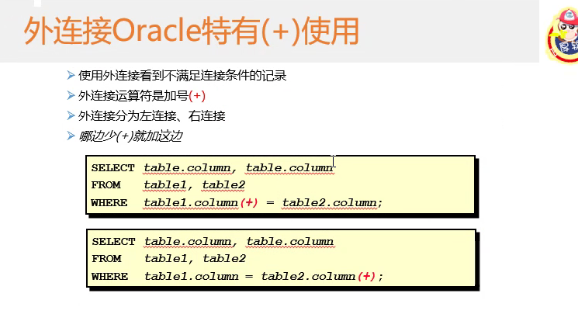 外连接Oracle特有(+)使用
使用外连接看到不满足连接条件的记录
外连接运算符是加号(+)
外连接分为左连接、右连接
哪边少(+)就加这边
SELECT table.column, table.column
FROM table1, table2
WHERE table1.column(+) = table2.column;
SELECT table.column, table.column
FROM table1, table2
WHERE table1.column = table2.column(+);